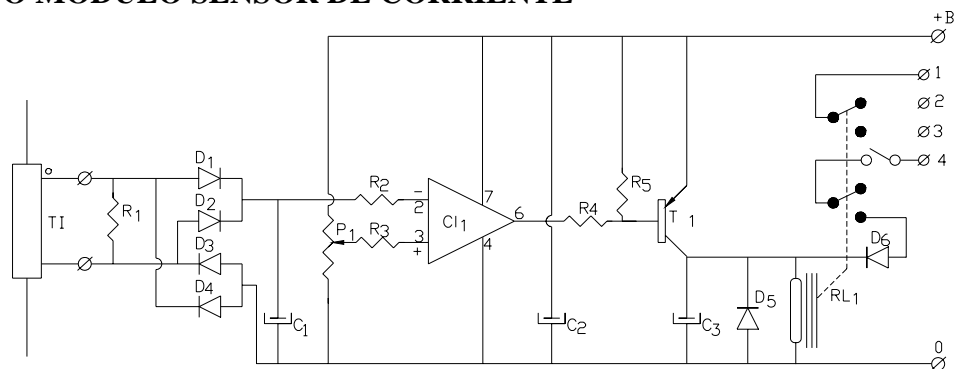 O MODULO SENSOR DE CORRIENTE
+B
1
2
3
4
TI
R1
D1
D2
D3
D4
C1
P1
R2
R3
−
2
3
+
CI1
7
4
6
C2
R4
R5
T 1
C3
D5
RL1
D6
0